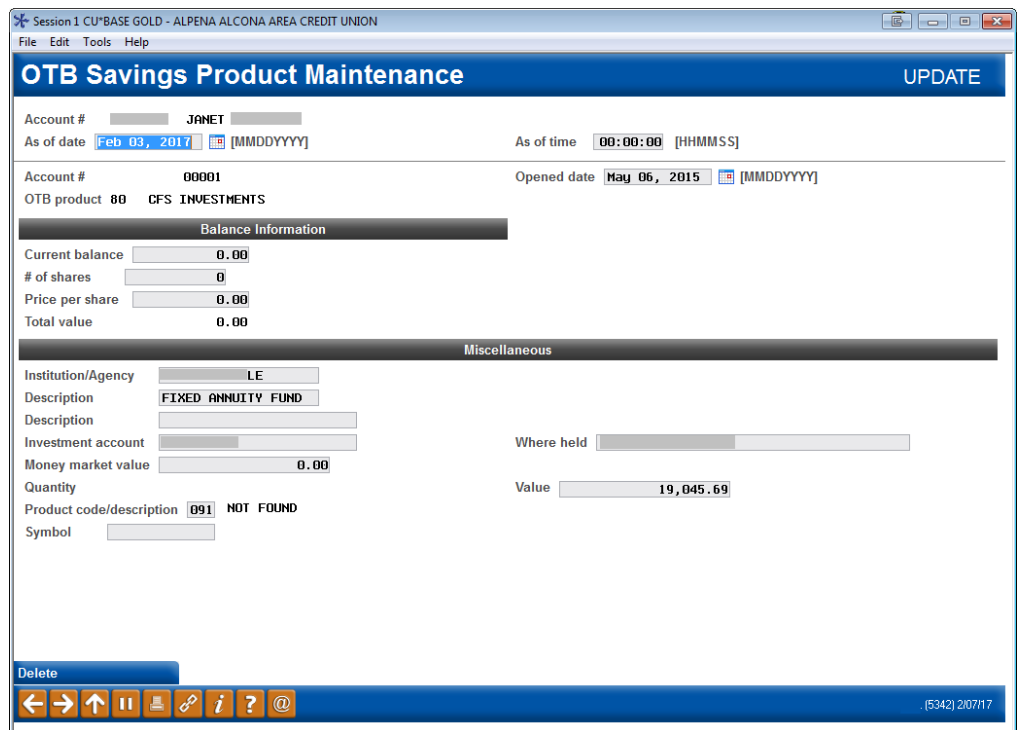 Session 1 CU*BASE GOLD - ALPENA ALCONA AREA CREDIT UNION
File Edit Tools Help
OTB Savings Product Maintenance UPDATE
Account # JANET
As of date Feb 03, 2017 [MMDDYYYY] As of time 00:00:00 [HHMMSS]
Account # 00001 Opened date May 06, 2015 [MMDDYYYY]
OTB product 80 CFS INVESTMENTS
Balance Information
Current balance 0.00
# of shares 0
Price per share 0.00
Total value 0.00
Miscellaneous
Institution/Agency LE
Description FIXED ANNUITY FUND
Description
Investment account Where held
Money market value 0.00
Quantity Value 19,045.69
Product code/description 091 NOT FOUND
Symbol
Delete
i ? @ . (5342) 2/07/17